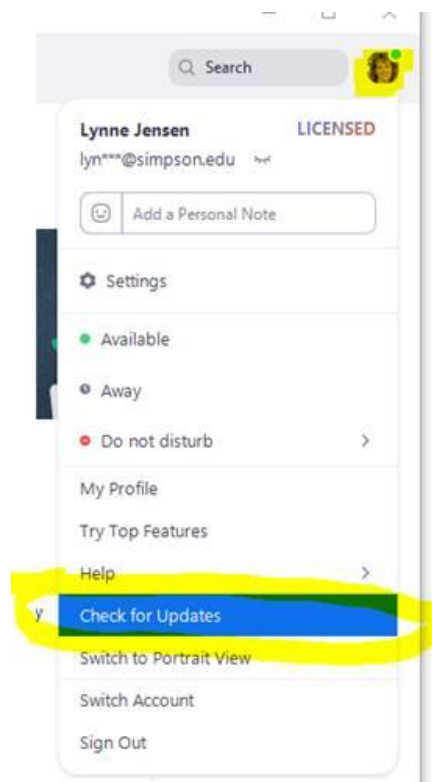 Search
Lynne Jensen LICENSED
lyn***@simpson.edu
Add a Personal Note
Settings
Available
Away
Do not disturb
My Profile
Try Top Features
Help
y
Check for Updates
Switch to Portrait View
Switch Account
Sign Out